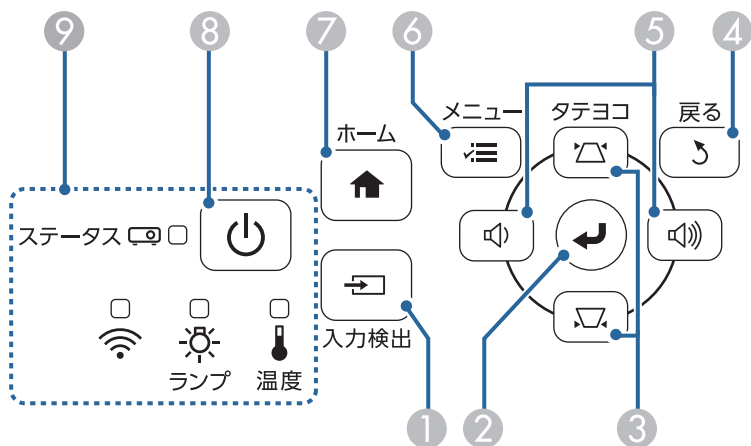 9 8 7 6 5 4
メニュー タテヨコ 戻る
ホーム
ステータス
入力検出
ランプ 温度
1 2 3